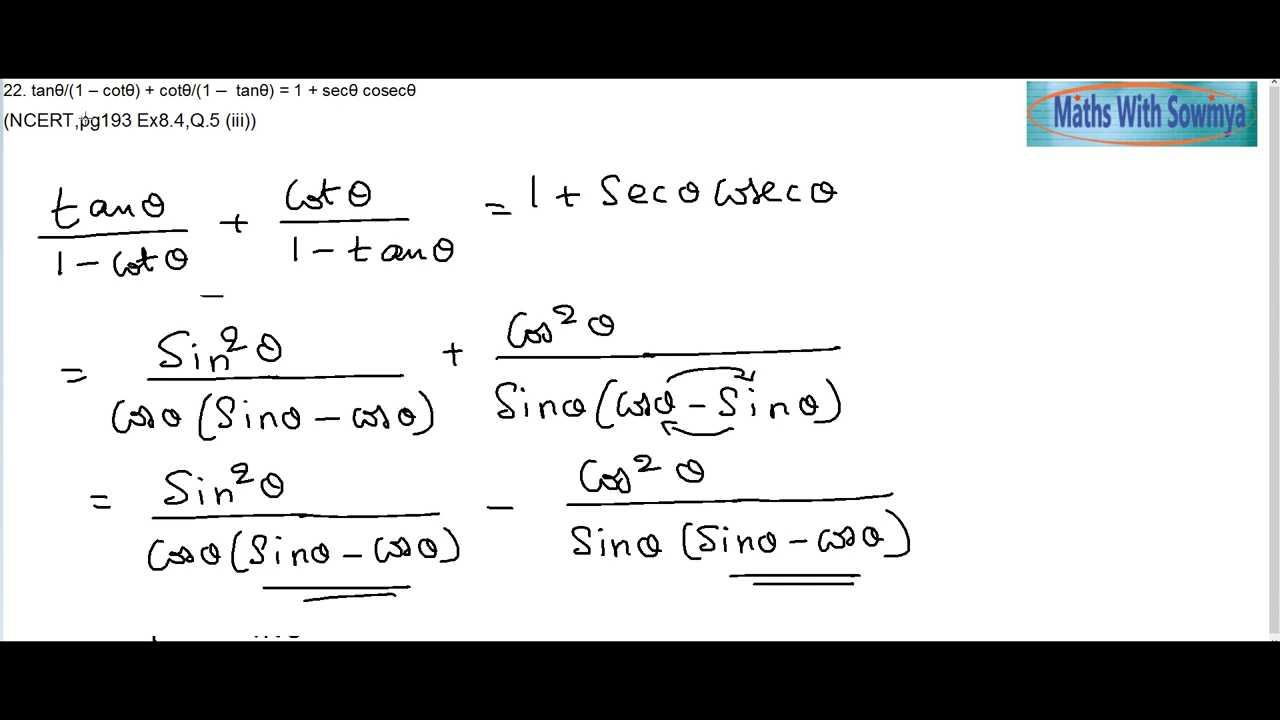 22. tanθ/(1 – cotθ) + cotθ/(1 – tanθ) = 1 + secθ cosecθ
Maths With Sowmya
(NCERT,pg193 Ex8.4,Q.5 (iii))
tanθ/(1 - cotθ) + cotθ/(1 - tanθ) = 1 + Secθ Cosecθ
= Sin²θ/(Cosθ (Sinθ - Cosθ)) + Cos²θ/(Sinθ (Cosθ - Sinθ))
= Sin²θ/(Cosθ (Sinθ - Cosθ)) - Cos²θ/(Sinθ (Sinθ - Cosθ))